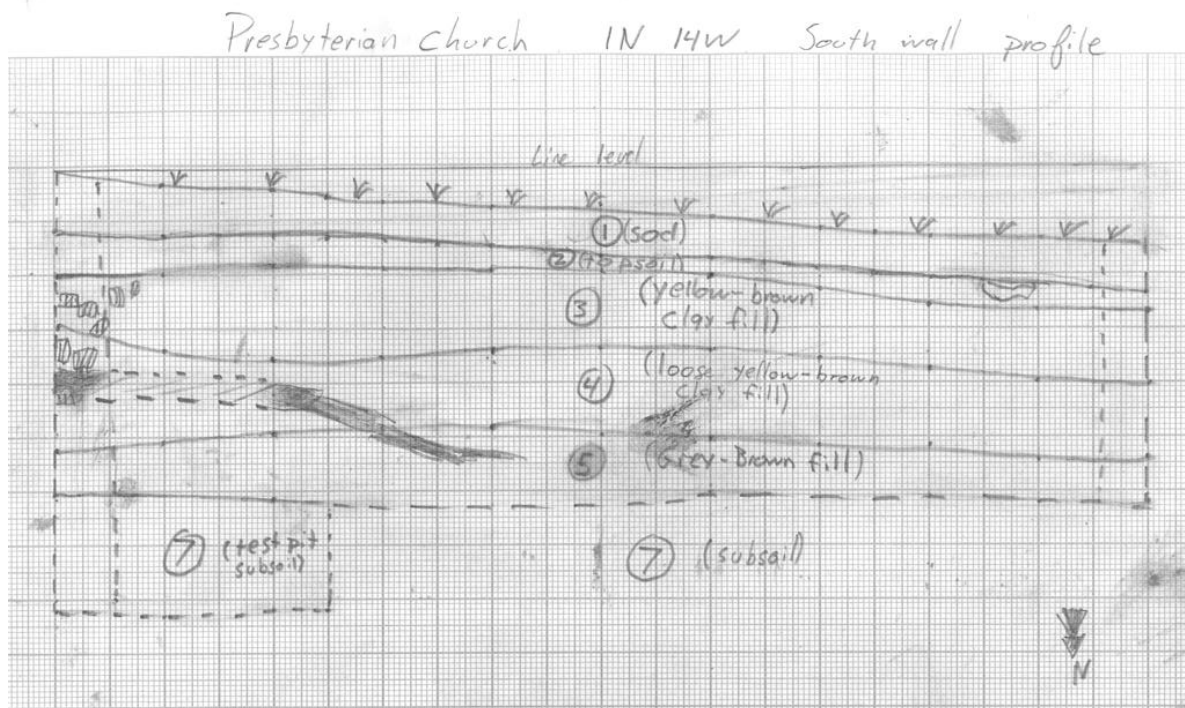 Presbyterian Church 1N 14W South wall profile
Line level
1 (sod)
2 (topsoil)
3 (yellow-brown
clay fill)
4 (loose yellow-brown
clay fill)
5 (Grey-Brown fill)
7 (test pit
subsoil)
7 (subsoil)
N